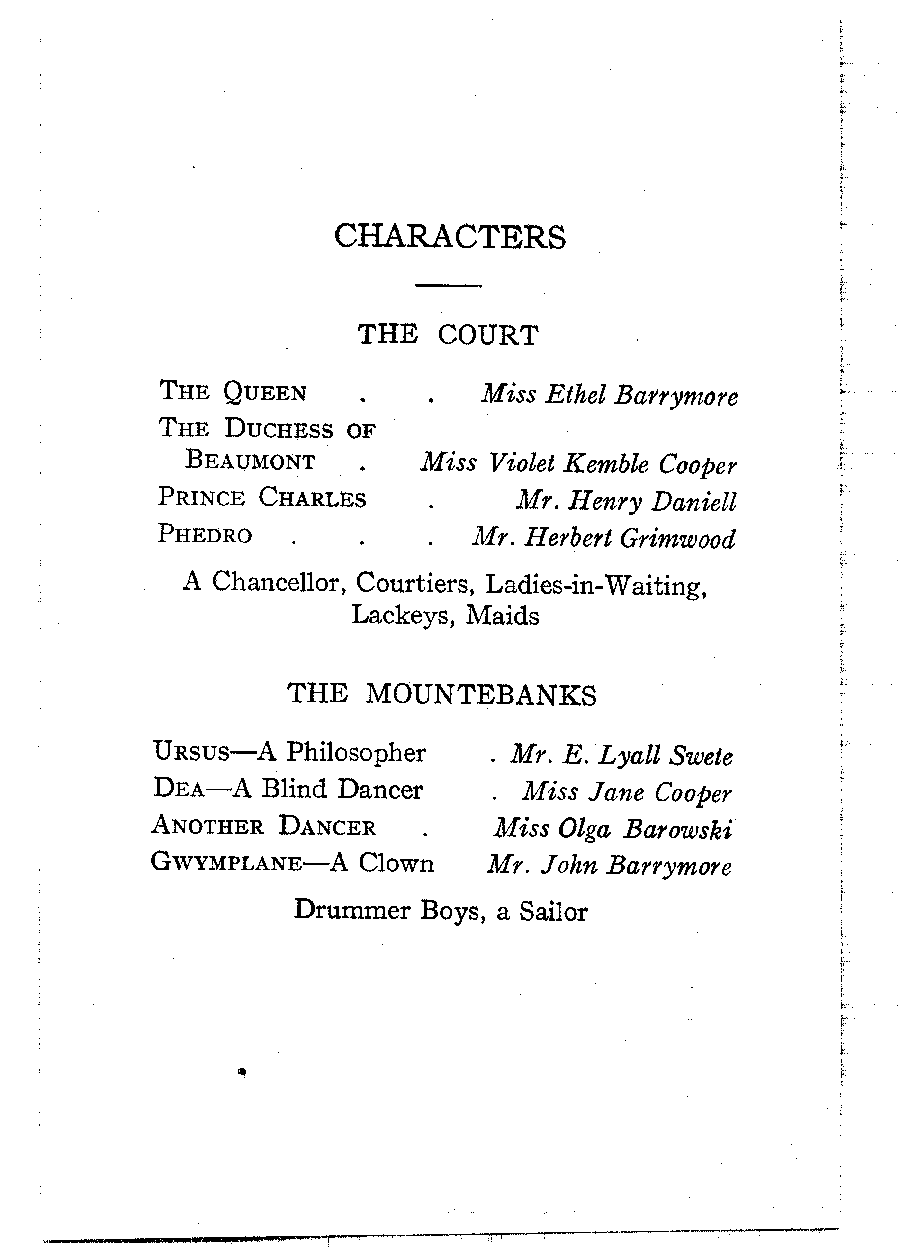 CHARACTERS
THE COURT
THE QUEEN . . Miss Ethel Barrymore
THE DUCHESS OF
BEAUMONT . Miss Violet Kemble Cooper
PRINCE CHARLES . Mr. Henry Daniell
PHEDRO . . . Mr. Herbert Grimwood
A Chancellor, Courtiers, Ladies-in-Waiting,
Lackeys, Maids
THE MOUNTEBANKS
URSUS—A Philosopher . Mr. E. Lyall Swete
DEA—A Blind Dancer . Miss Jane Cooper
ANOTHER DANCER . Miss Olga Barowski
GWYMPLANE—A Clown Mr. John Barrymore
Drummer Boys, a Sailor